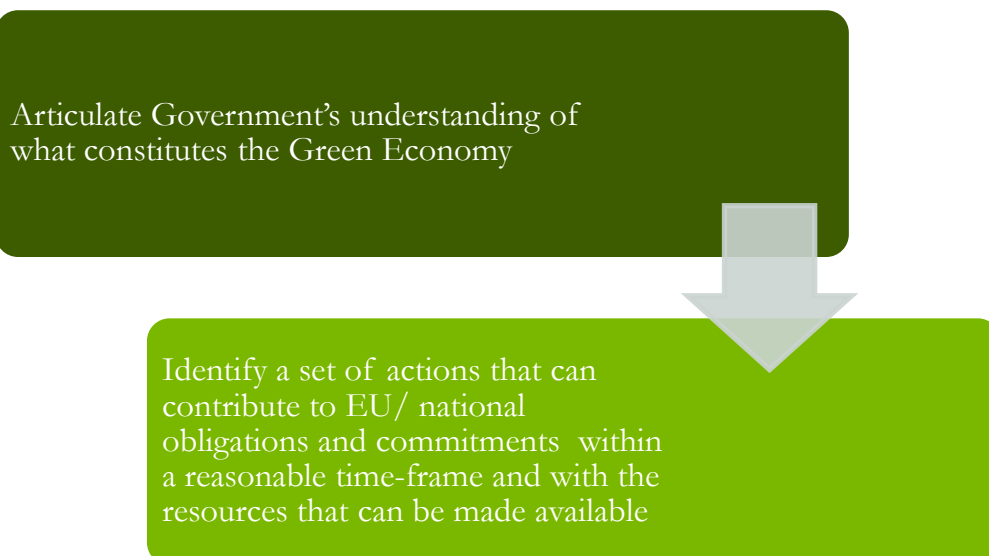 Articulate Government’s understanding of
what constitutes the Green Economy
Identify a set of actions that can
contribute to EU/ national
obligations and commitments  within
a reasonable time-frame and with the
resources that can be made available